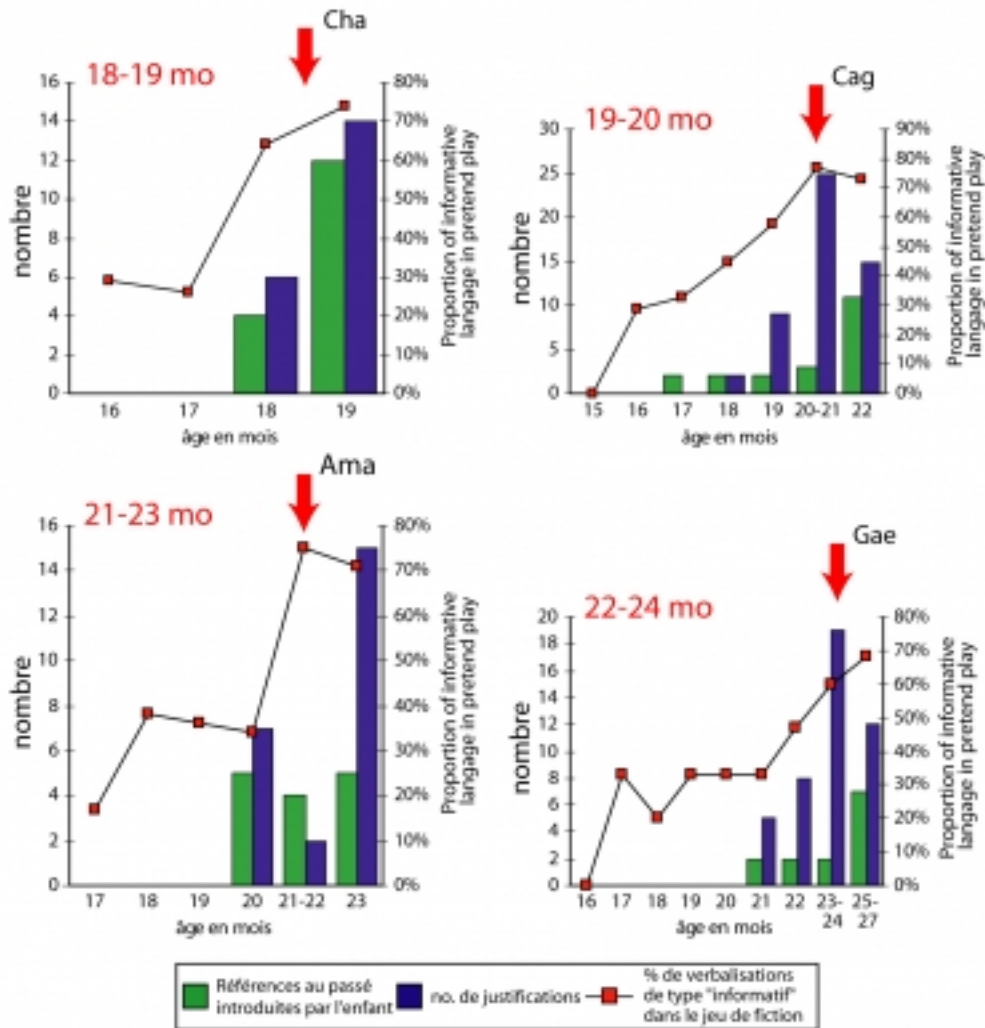 Cha
18-19 mo
16
14
12
10
8
6
4
2
0
nombre
80%
70%
60%
50%
40%
30%
20%
10%
0%
Proportion of informative
langage in pretend play
16 17 18 19
âge en mois
Cag
19-20 mo
30
25
20
15
10
5
0
nombre
90%
80%
70%
60%
50%
40%
30%
20%
10%
0%
Proportion of informative
langage in pretend play
15 16 17 18 19 20-21 22
âge en mois
Ama
21-23 mo
16
14
12
10
8
6
4
2
0
nombre
80%
70%
60%
50%
40%
30%
20%
10%
0%
Proportion of informative
langage in pretend play
17 18 19 20 21-22 23
âge en mois
Gae
22-24 mo
20
18
16
14
12
10
8
6
4
2
0
nombre
80%
70%
60%
50%
40%
30%
20%
10%
0%
Proportion of informative
langage in pretend play
16 17 18 19 20 21 22 23-24 25-27
âge en mois
Références au passé
introduites par l'enfant
no. de justifications
% de verbalisations
de type "informatif"
dans le jeu de fiction